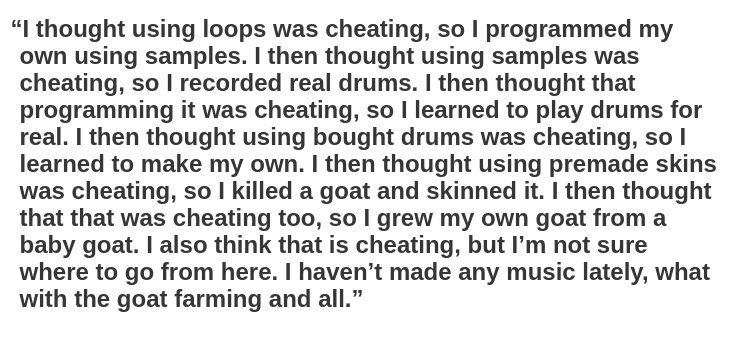 “I thought using loops was cheating, so I programmed my
own using samples. I then thought using samples was
cheating, so I recorded real drums. I then thought that
programming it was cheating, so I learned to play drums for
real. I then thought using bought drums was cheating, so I
learned to make my own. I then thought using premade skins
was cheating, so I killed a goat and skinned it. I then thought
that that was cheating too, so I grew my own goat from a
baby goat. I also think that is cheating, but I’m not sure
where to go from here. I haven’t made any music lately, what
with the goat farming and all.”